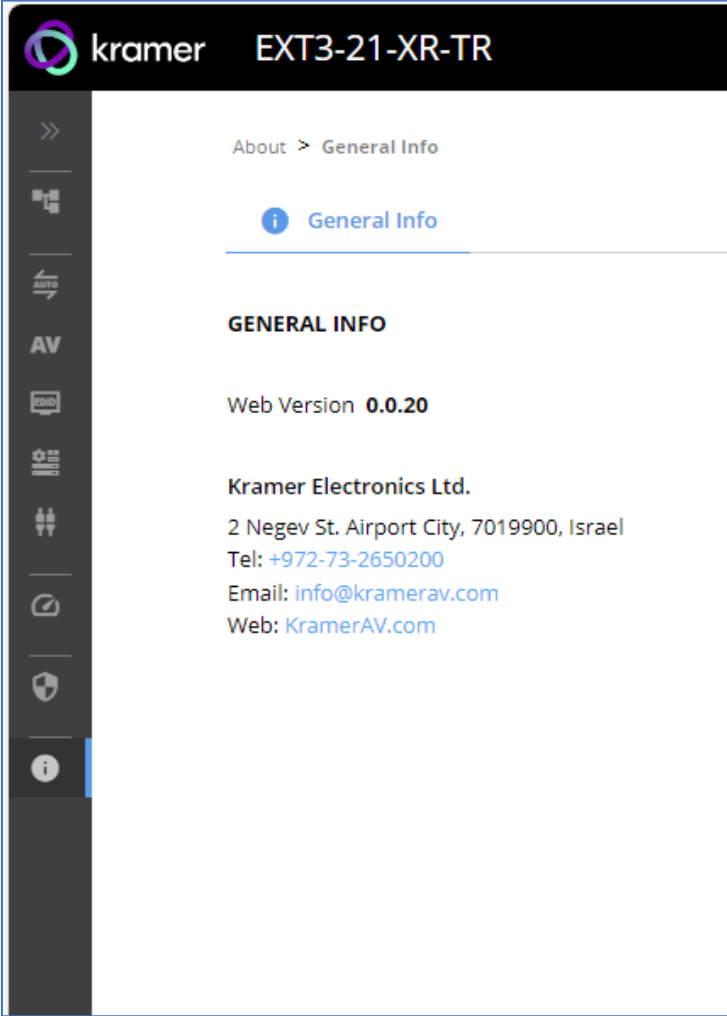 kramer EXT3-21-XR-TR
About > General Info
General Info
AUTO
GENERAL INFO
AV
Web Version 0.0.20
EDID
Kramer Electronics Ltd.
2 Negev St. Airport City, 7019900, Israel
Tel: +972-73-2650200
Email: info@kramerav.com
Web: KramerAV.com